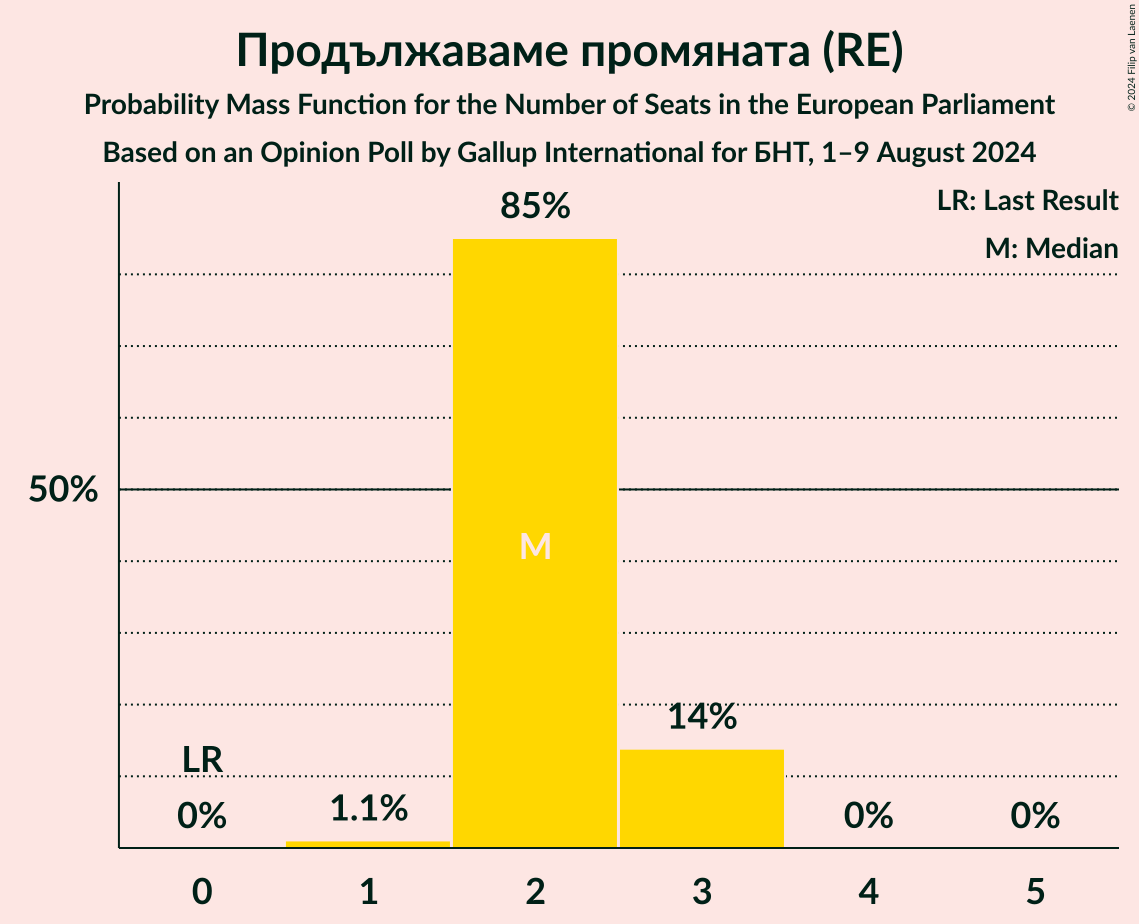 Продължаваме промяната (RE)
Probability Mass Function for the Number of Seats in the European Parliament
Based on an Opinion Poll by Gallup International for БНТ, 1–9 August 2024
© 2024 Filip van Laenen
LR: Last Result
M: Median
85%
50%
M
14%
LR
0%
1.1%
0%
0%
0 1 2 3 4 5